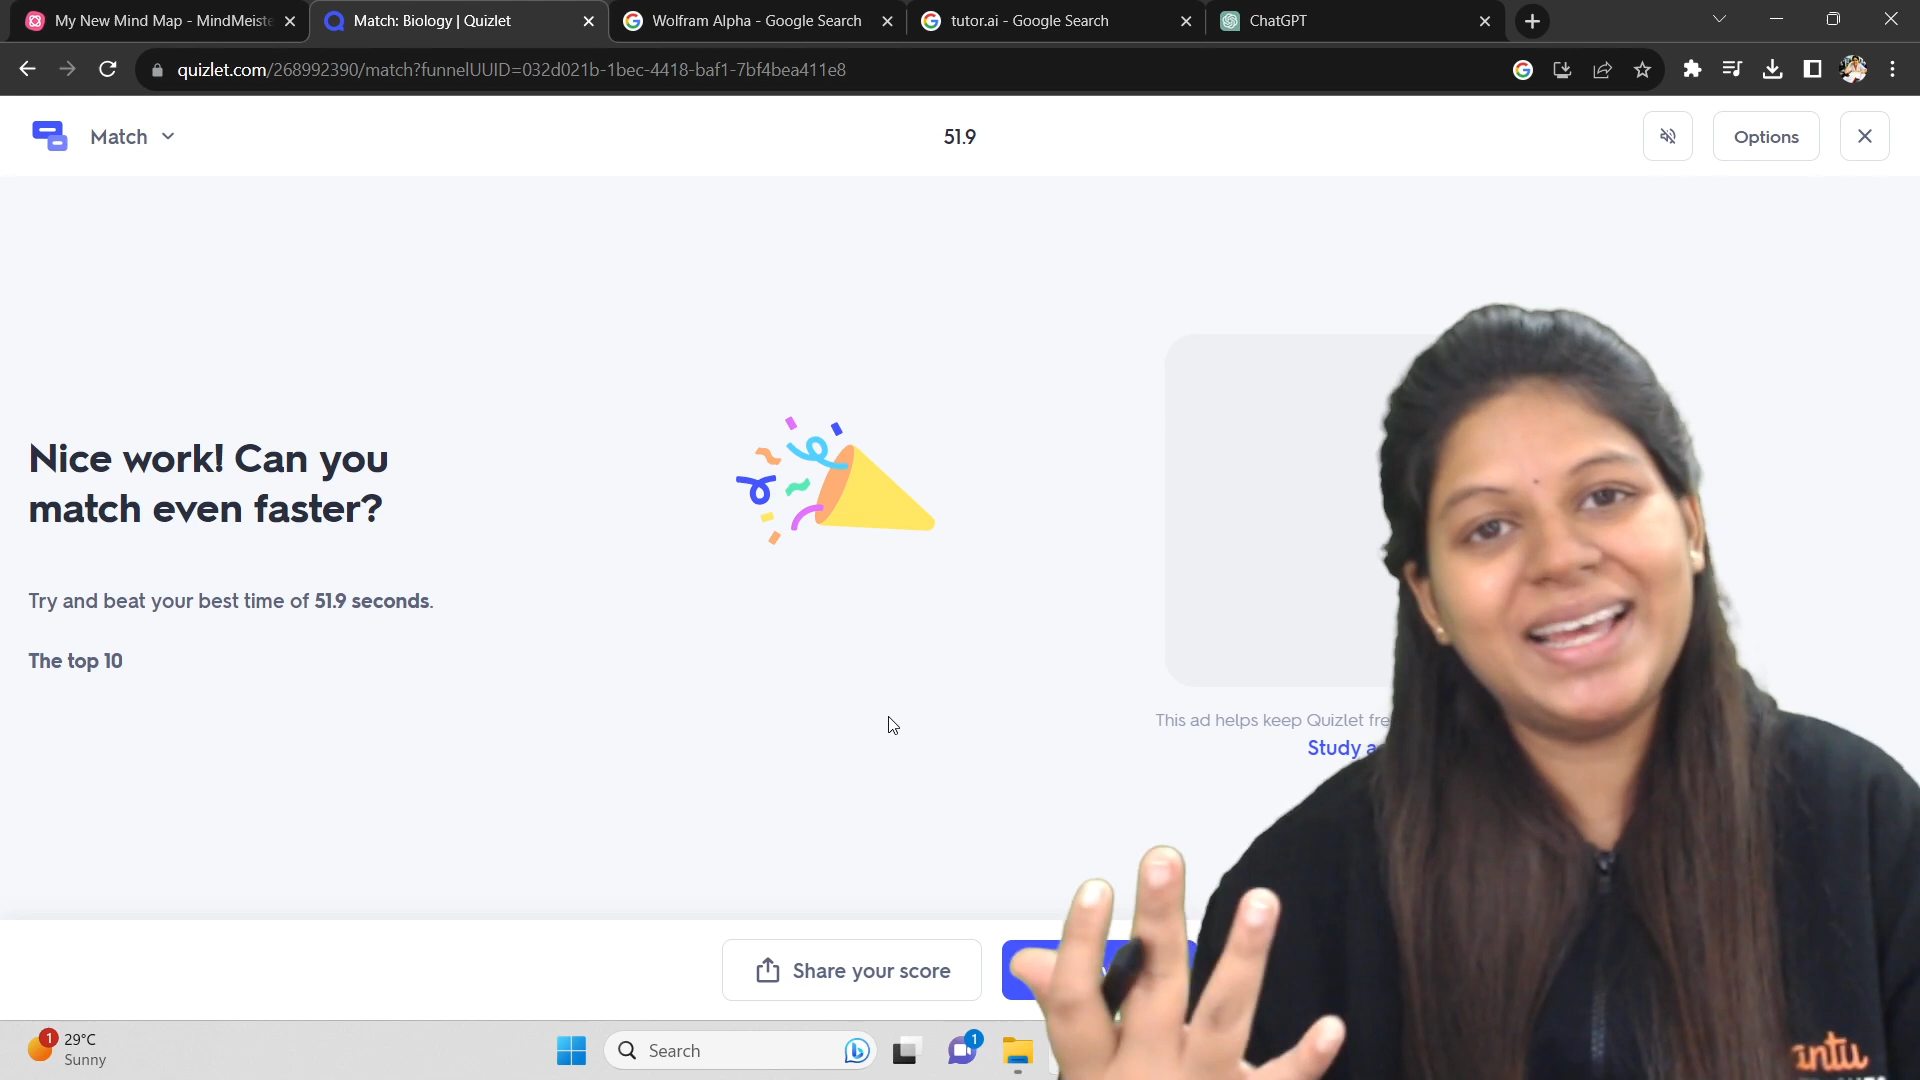 My New Mind Map - MindMeiste
Match: Biology | Quizlet
Wolfram Alpha - Google Search
tutor.ai - Google Search
ChatGPT
quizlet.com/268992390/match?funnelUUID=032d021b-1bec-4418-baf1-7bf4bea411e8
Match
51.9
Options
Nice work! Can you
match even faster?
Try and beat your best time of 51.9 seconds.
The top 10
This ad helps keep Quizlet fre
Study a
Share your score
1
29°C
Sunny
Search
1
antu